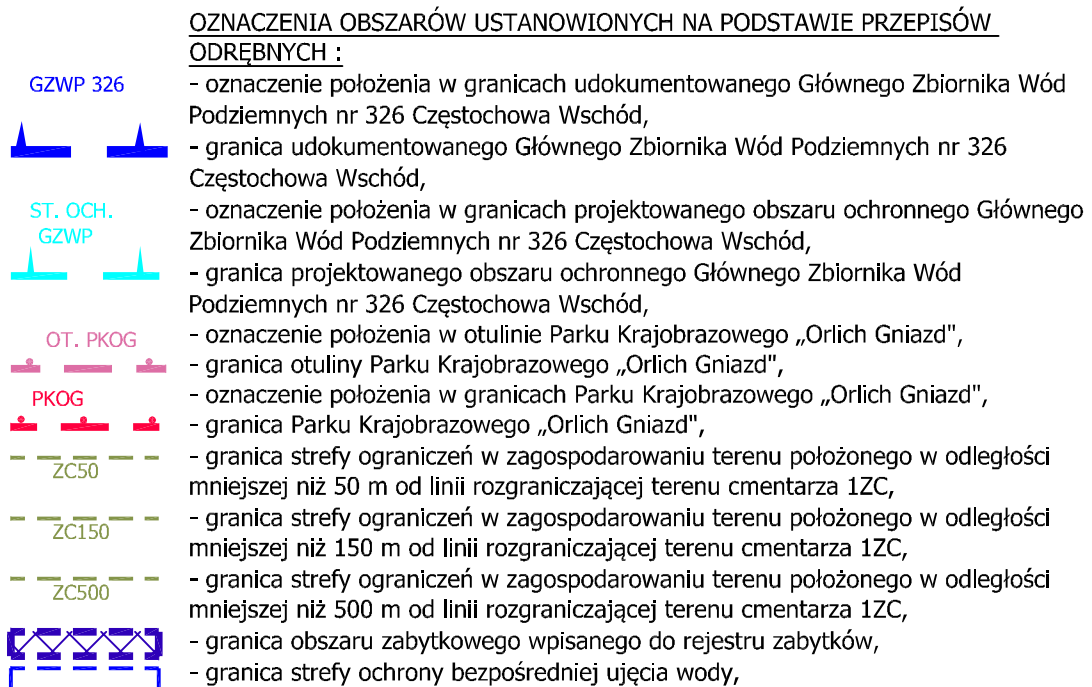 OZNACZENIA OBSZARÓW USTANOWIONYCH NA PODSTAWIE PRZEPISÓW
ODRĘBNYCH :
GZWP 326
- oznaczenie położenia w granicach udokumentowanego Głównego Zbiornika Wód
Podziemnych nr 326 Częstochowa Wschód,
- granica udokumentowanego Głównego Zbiornika Wód Podziemnych nr 326
Częstochowa Wschód,
ST. OCH.
GZWP
- oznaczenie położenia w granicach projektowanego obszaru ochronnego Głównego
Zbiornika Wód Podziemnych nr 326 Częstochowa Wschód,
- granica projektowanego obszaru ochronnego Głównego Zbiornika Wód
Podziemnych nr 326 Częstochowa Wschód,
OT. PKOG
- oznaczenie położenia w otulinie Parku Krajobrazowego „Orlich Gniazd",
- granica otuliny Parku Krajobrazowego „Orlich Gniazd",
PKOG
- oznaczenie położenia w granicach Parku Krajobrazowego „Orlich Gniazd",
- granica Parku Krajobrazowego „Orlich Gniazd",
ZC50
- granica strefy ograniczeń w zagospodarowaniu terenu położonego w odległości
mniejszej niż 50 m od linii rozgraniczającej terenu cmentarza 1ZC,
ZC150
- granica strefy ograniczeń w zagospodarowaniu terenu położonego w odległości
mniejszej niż 150 m od linii rozgraniczającej terenu cmentarza 1ZC,
ZC500
- granica strefy ograniczeń w zagospodarowaniu terenu położonego w odległości
mniejszej niż 500 m od linii rozgraniczającej terenu cmentarza 1ZC,
- granica obszaru zabytkowego wpisanego do rejestru zabytków,
- granica strefy ochrony bezpośredniej ujęcia wody,